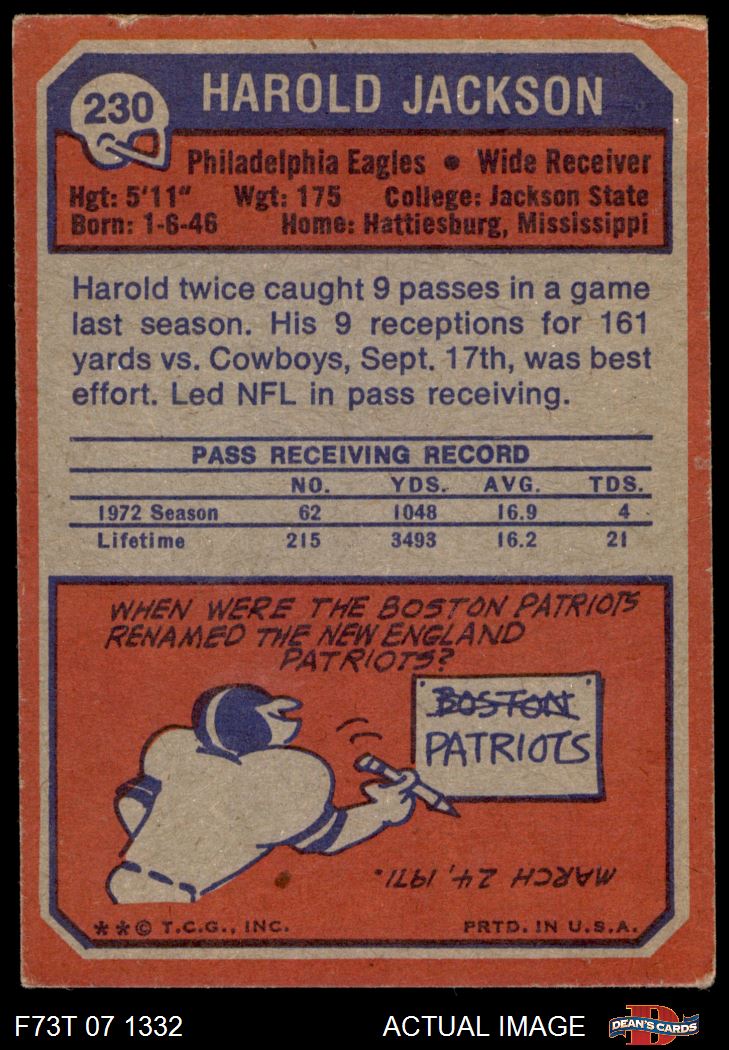 230
HAROLD JACKSON
Philadelphia Eagles • Wide Receiver
Hgt: 5'11" Wgt: 175 College: Jackson State
Born: 1-6-46 Home: Hattiesburg, Mississippi
Harold twice caught 9 passes in a game
last season. His 9 receptions for 161
yards vs. Cowboys, Sept. 17th, was best
effort. Led NFL in pass receiving.
PASS RECEIVING RECORD
NO. YDS. AVG. TDS.
1972 Season 62 1048 16.9 4
Lifetime 215 3493 16.2 21
WHEN WERE THE BOSTON PATRIOTS
RENAMED THE NEW ENGLAND
PATRIOTS?
BOSTON
PATRIOTS
MARCH 24, 1971.
**© T.C.G., INC. PRTD. IN U.S.A.
F73T 07 1332 ACTUAL IMAGE
D
DEAN'S CARDS